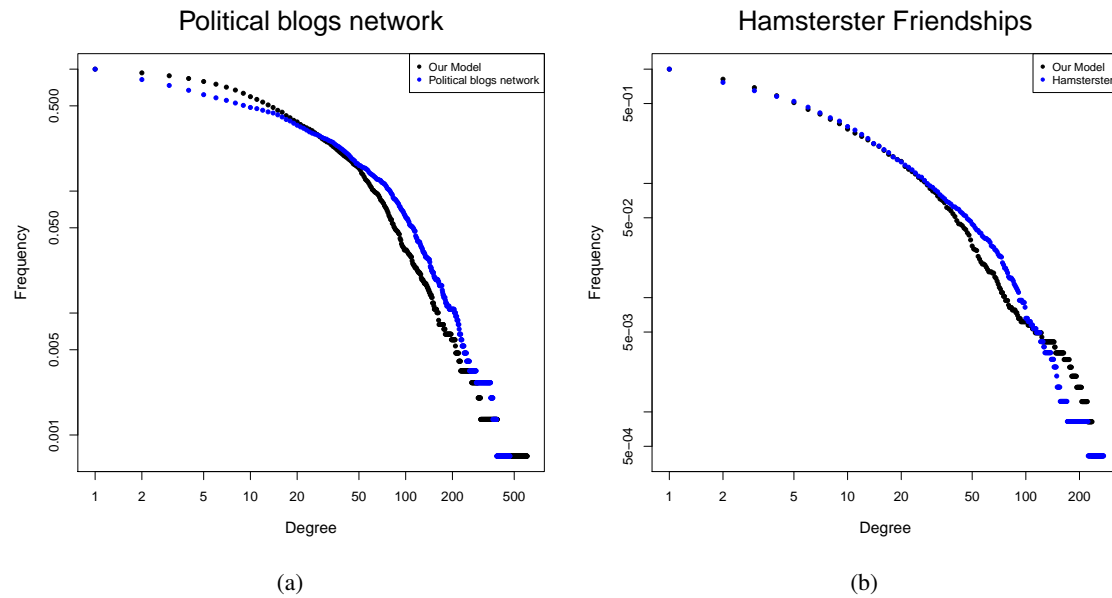 Political blogs network
Our Model
Political blogs network
Frequency
0.500
0.050
0.005
0.001
1 2 5 10 20 50 100 200 500
Degree
(a)
Hamsterster Friendships
Our Model
Hamsterster
Frequency
5e-01
5e-02
5e-03
5e-04
1 2 5 10 20 50 100 200
Degree
(b)